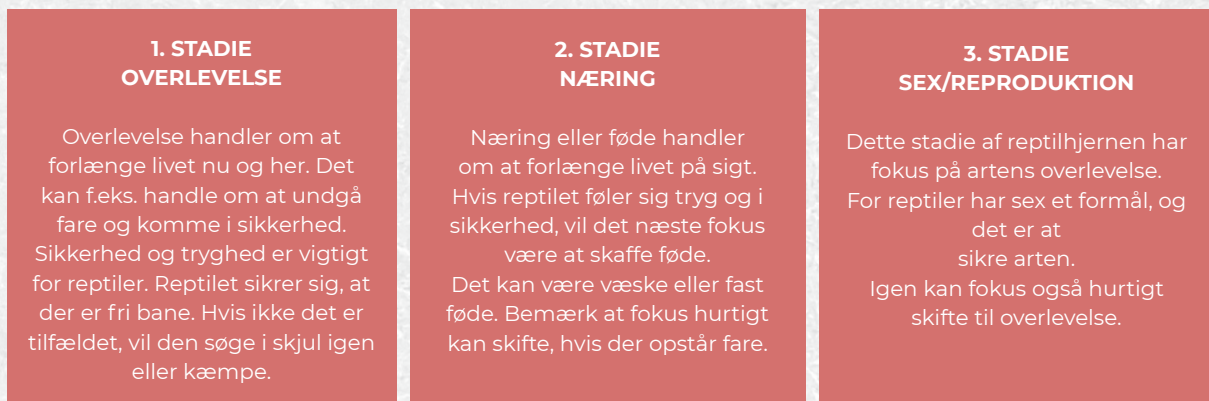 1. STADIE
OVERLEVELSE
Overlevelse handler om at
forlænge livet nu og her. Det
kan f.eks. handle om at undgå
fare og komme i sikkerhed.
Sikkerhed og tryghed er vigtigt
for reptiler. Reptilet sikrer sig, at
der er fri bane. Hvis ikke det er
tilfældet, vil den søge i skjul igen
eller kæmpe.
2. STADIE
NÆRING
Næring eller føde handler
om at forlænge livet på sigt.
Hvis reptilet føler sig tryg og i
sikkerhed, vil det næste fokus
være at skaffe føde.
Det kan være væske eller fast
føde. Bemærk at fokus hurtigt
kan skifte, hvis der opstår fare.
3. STADIE
SEX/REPRODUKTION
Dette stadie af reptilhjernen har
fokus på artens overlevelse.
For reptiler har sex et formål, og
det er at
sikre arten.
Igen kan fokus også hurtigt
skifte til overlevelse.